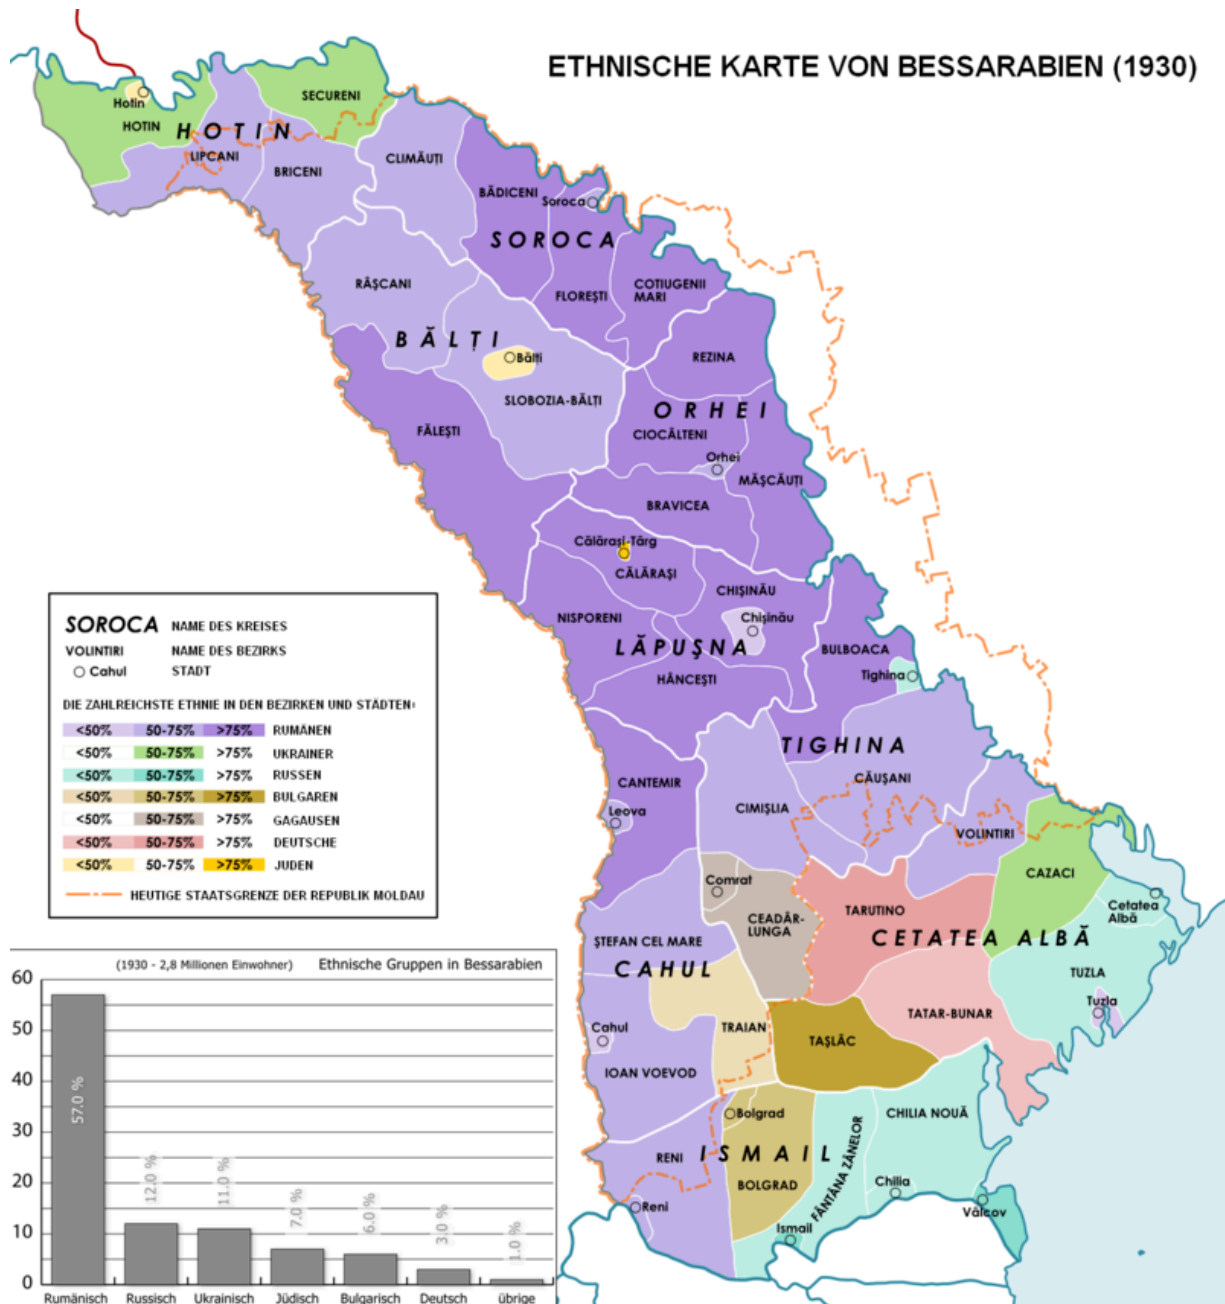 ETHNISCHE KARTE VON BESSARABIEN (1930)
Hotin
HOTIN
HOTIN
SECURENI
LIPCANI
BRICENI
CLIMĂUȚI
BĂDICENI
Soroca
SOROCA
RÂȘCANI
FLOREȘTI
COTIUGENII
MARI
BĂLȚI
Bălți
REZINA
SLOBOZIA-BĂLȚI
ORHEI
FĂLEȘTI
CIOCÂLTENI
Orhei
MĂȘCĂUȚI
BRAVICEA
Călărași-Târg
CĂLĂRAȘI
CHIȘINĂU
NISPORENI
Chișinău
LĂPUȘNA
BULBOACA
HÂNCEȘTI
Tighina
TIGHINA
CANTEMIR
CĂUȘANI
Leova
CIMIȘLIA
VOLINTIRI
CAZACI
Comrat
CEADÂR-
LUNGA
TARUTINO
Cetatea
Albă
CETATEA ALBĂ
ȘTEFAN CEL MARE
CAHUL
TUZLA
Tuzla
TATAR-BUNAR
Cahul
TRAIAN
TAȘLÂC
IOAN VOEVOD
Bolgrad
CHILIA NOUĂ
RENI
ISMAIL
BOLGRAD
FÂNTÂNA ZÂNELOR
Chilia
Reni
Ismail
Vâlcov
SOROCA NAME DES KREISES
VOLINTIRI NAME DES BEZIRKS
Cahul STADT
DIE ZAHLREICHSTE ETHNIE IN DEN BEZIRKEN UND STÄDTEN:
<50% 50-75% >75% RUMÄNEN
<50% 50-75% >75% UKRAINER
<50% 50-75% >75% RUSSEN
<50% 50-75% >75% BULGAREN
<50% 50-75% >75% GAGAUSEN
<50% 50-75% >75% DEUTSCHE
<50% 50-75% >75% JUDEN
HEUTIGE STAATSGRENZE DER REPUBLIK MOLDAU
(1930 - 2,8 Millionen Einwohner) Ethnische Gruppen in Bessarabien
60
50
40
30
20
10
0
57.0 %
12.0 %
11.0 %
7.0 %
6.0 %
3.0 %
1.0 %
Rumänisch Russisch Ukrainisch Jüdisch Bulgarisch Deutsch übrige